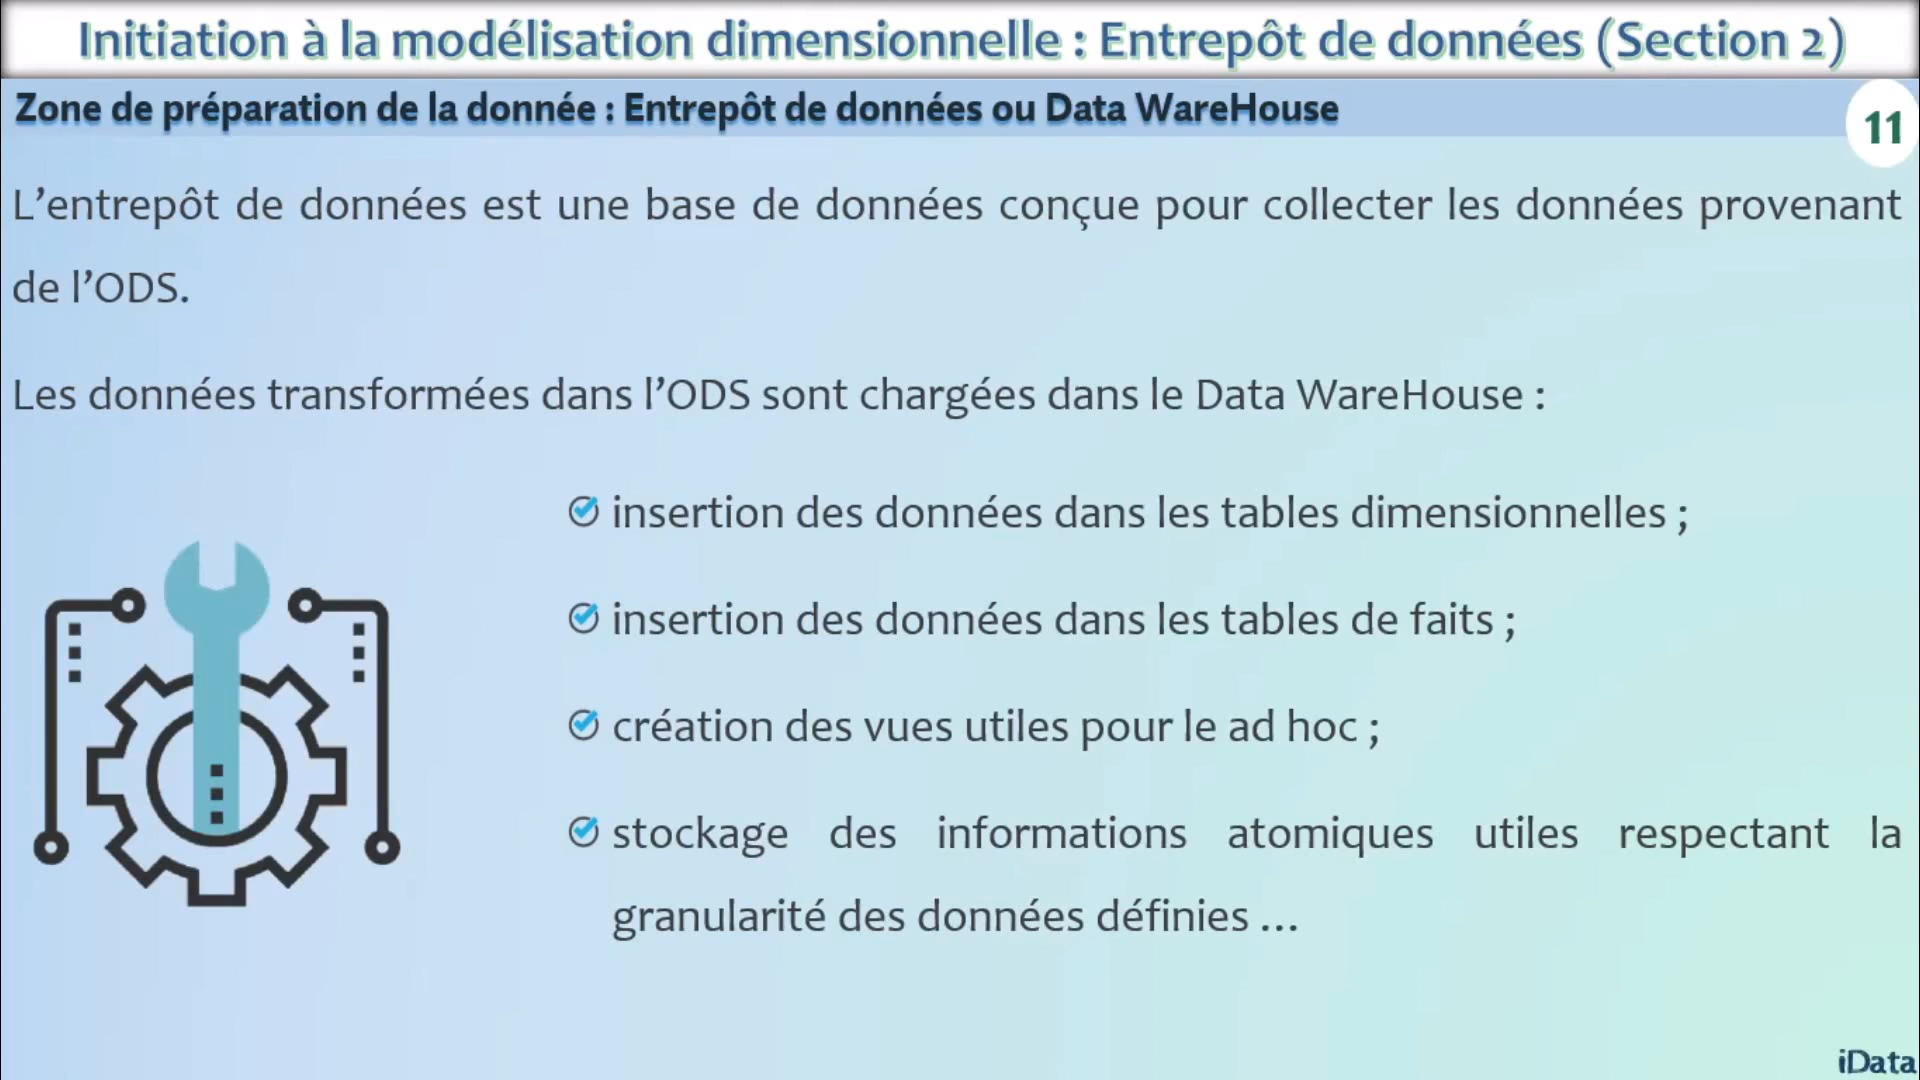 Initiation à la modélisation dimensionnelle : Entrepôt de données (Section 2)
Zone de préparation de la donnée : Entrepôt de données ou Data WareHouse
11
L’entrepôt de données est une base de données conçue pour collecter les données provenant
de l’ODS.
Les données transformées dans l’ODS sont chargées dans le Data WareHouse :
insertion des données dans les tables dimensionnelles ;
insertion des données dans les tables de faits ;
création des vues utiles pour le ad hoc ;
stockage des informations atomiques utiles respectant la
granularité des données définies ...
iData